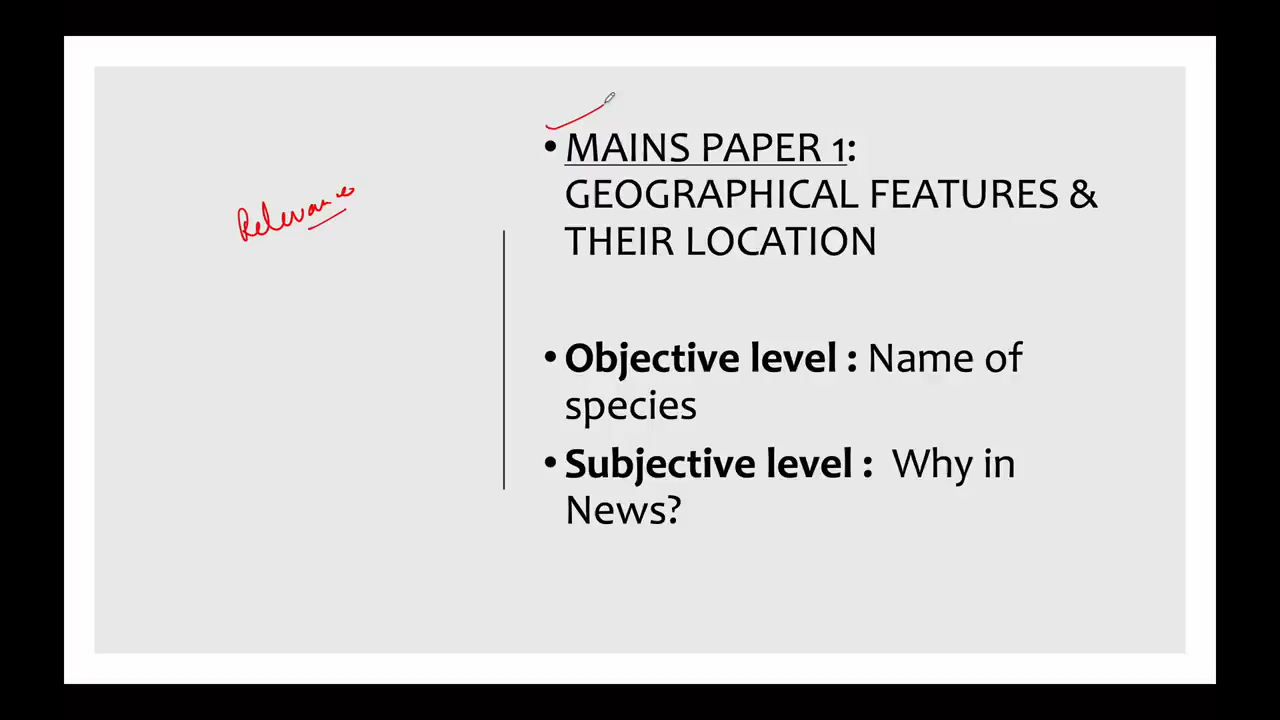 Relevance
• MAINS PAPER 1:
GEOGRAPHICAL FEATURES &
THEIR LOCATION
• Objective level : Name of
species
• Subjective level : Why in
News?